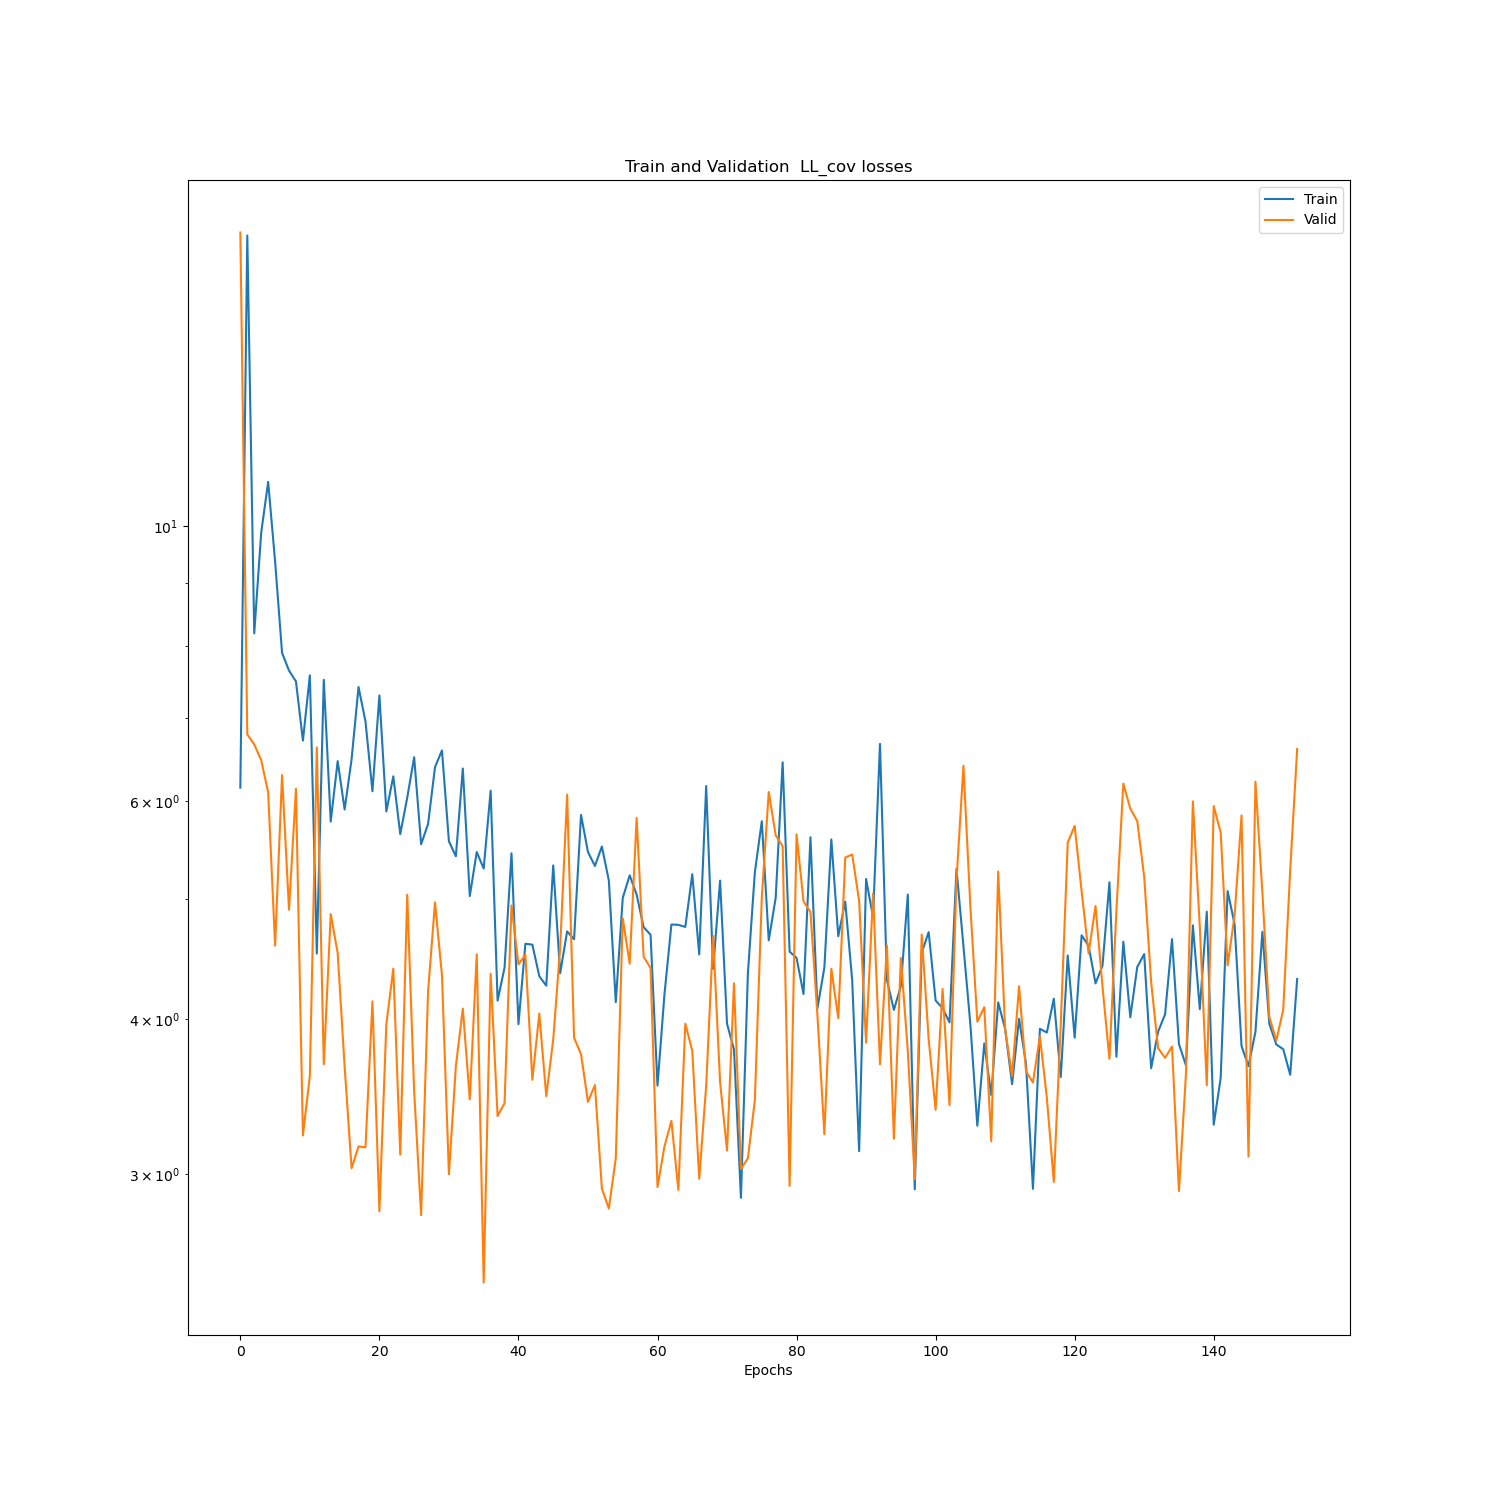 Train and Validation  LL_cov losses
Train
Valid
10¹
6 × 10⁰
4 × 10⁰
3 × 10⁰
0 20 40 60 80 100 120 140
Epochs